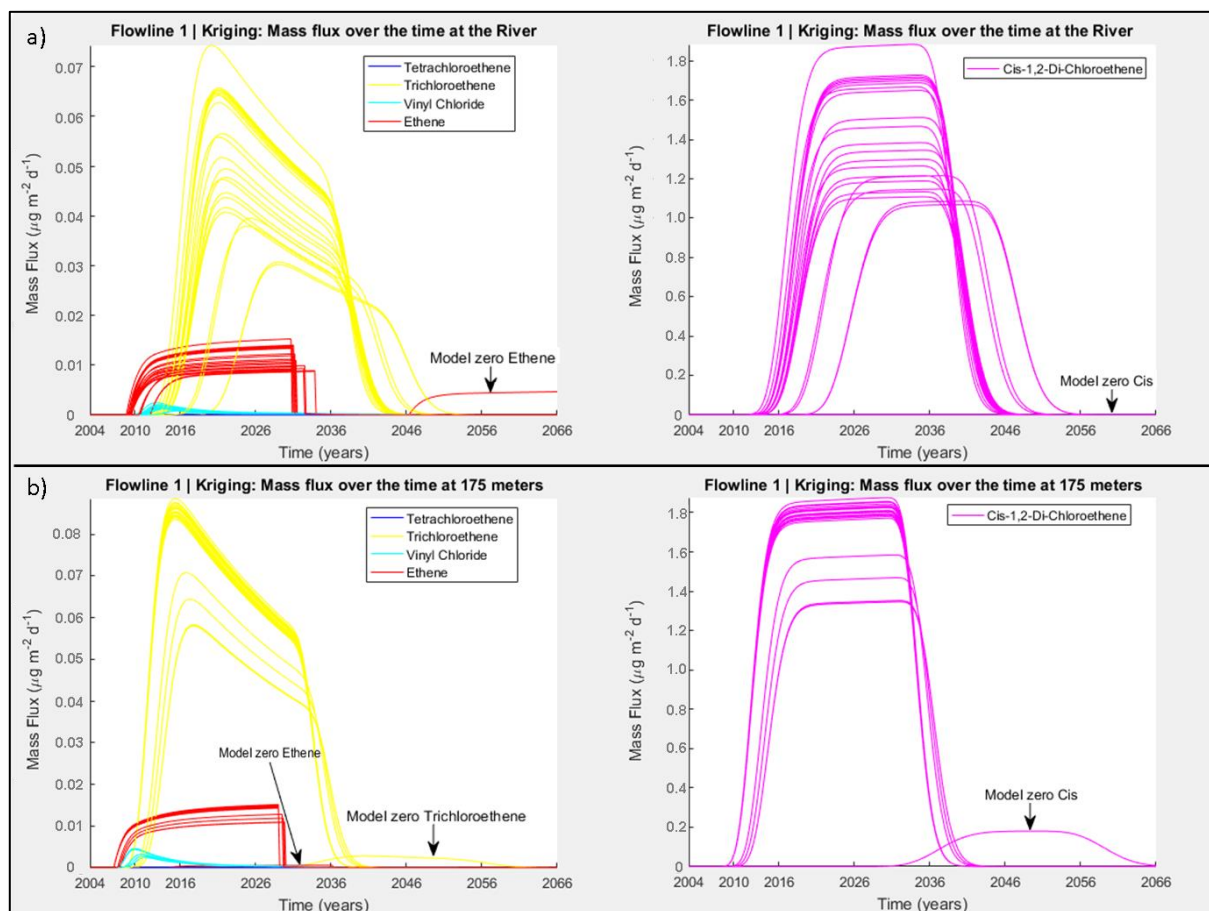 a)
Flowline 1 | Kriging: Mass flux over the time at the River
Mass Flux (μg m⁻² d⁻¹)
0.07
0.06
0.05
0.04
0.03
0.02
0.01
0
Tetrachloroethene
Trichloroethene
Vinyl Chloride
Ethene
Model zero Ethene
2004 2010 2016 2026 2036 2046 2056 2066
Time (years)
Flowline 1 | Kriging: Mass flux over the time at the River
Mass Flux (μg m⁻² d⁻¹)
1.8
1.6
1.4
1.2
1.0
0.8
0.6
0.4
0.2
0
Cis-1,2-Di-Chloroethene
Model zero Cis
2004 2010 2016 2026 2036 2046 2056 2066
Time (years)
b)
Flowline 1 | Kriging: Mass flux over the time at 175 meters
Mass Flux (μg m⁻² d⁻¹)
0.08
0.07
0.06
0.05
0.04
0.03
0.02
0.01
0
Tetrachloroethene
Trichloroethene
Vinyl Chloride
Ethene
Model zero Ethene
Model zero Trichloroethene
2004 2010 2016 2026 2036 2046 2056 2066
Time (years)
Flowline 1 | Kriging: Mass flux over the time at 175 meters
Mass Flux (μg m⁻² d⁻¹)
1.8
1.6
1.4
1.2
1.0
0.8
0.6
0.4
0.2
0
Cis-1,2-Di-Chloroethene
Model zero Cis
2004 2010 2016 2026 2036 2046 2056 2066
Time (years)